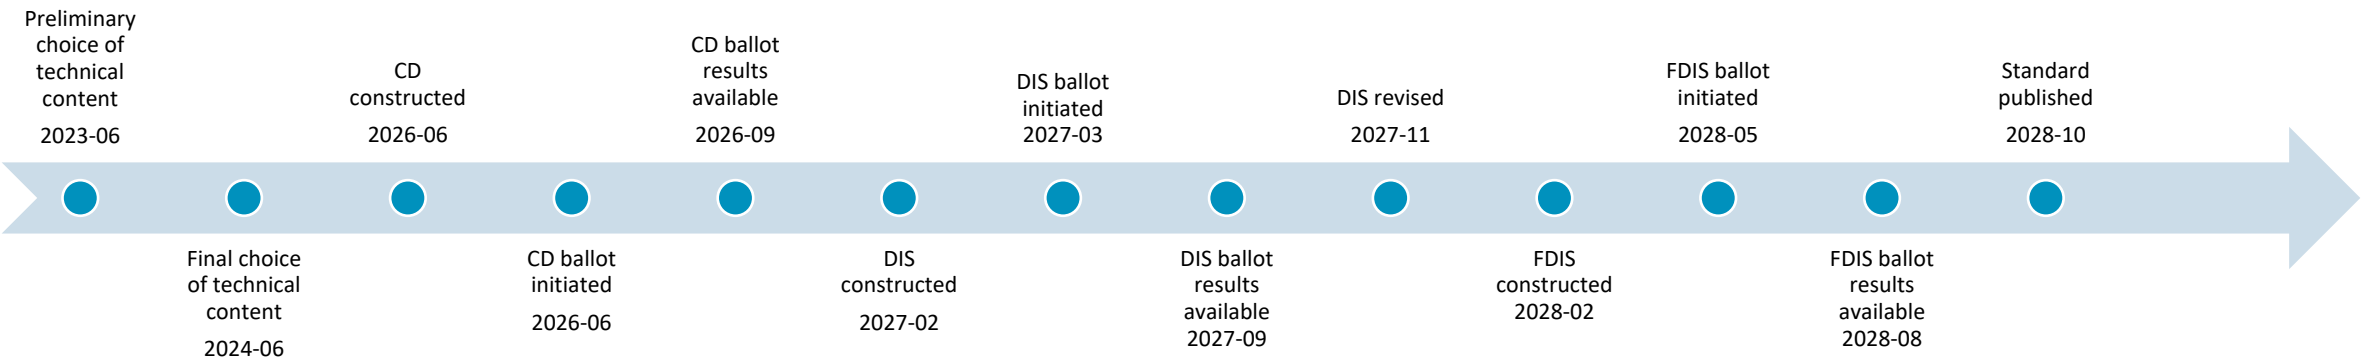 Preliminary
choice of
technical
content
2023-06
Final choice
of technical
content
2024-06
CD
constructed
2026-06
CD ballot
initiated
2026-06
CD ballot
results
available
2026-09
DIS
constructed
2027-02
DIS ballot
initiated
2027-03
DIS ballot
results
available
2027-09
DIS revised
2027-11
FDIS
constructed
2028-02
FDIS ballot
initiated
2028-05
FDIS ballot
results
available
2028-08
Standard
published
2028-10